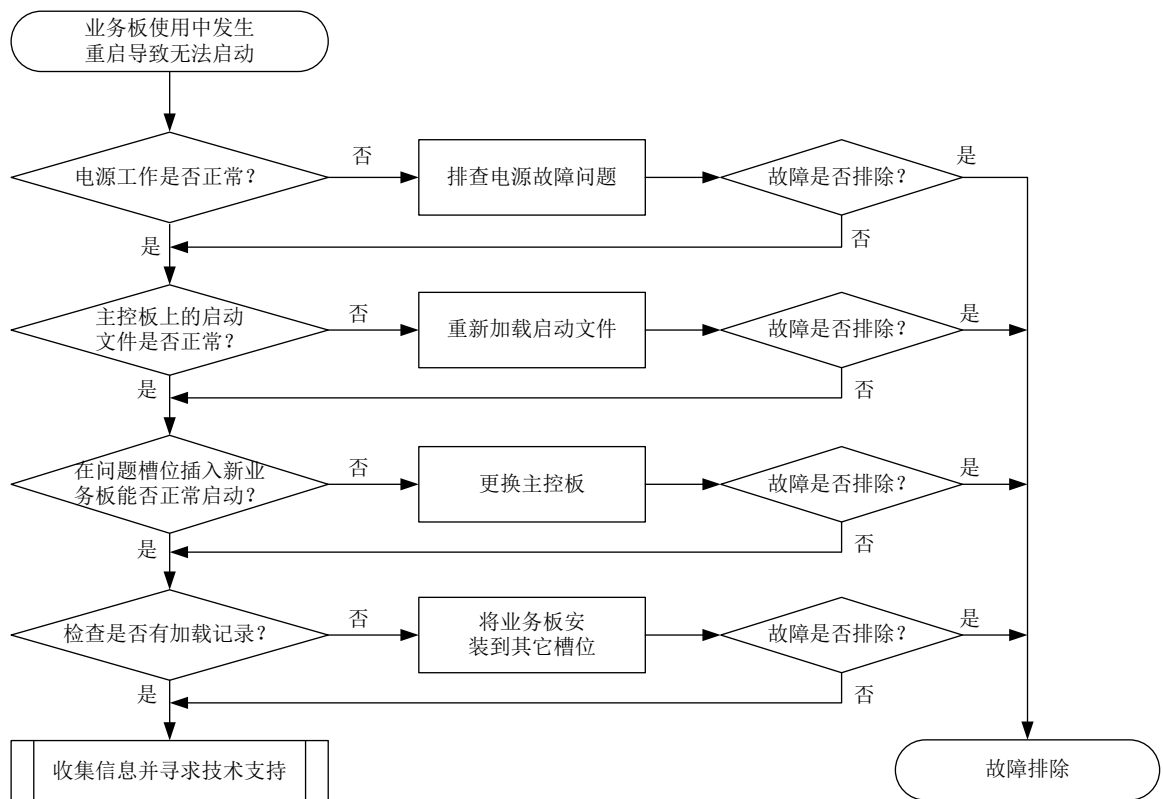 业务板使用中发生
重启导致无法启动
电源工作是否正常？
否
排查电源故障问题
故障是否排除？
是
是
否
主控板上的启动
文件是否正常？
否
重新加载启动文件
故障是否排除？
是
是
否
在问题槽位插入新业
务板能否正常启动？
否
更换主控板
故障是否排除？
是
是
否
检查是否有加载记录？
否
将业务板安
装到其它槽位
故障是否排除？
是
是
否
收集信息并寻求技术支持
故障排除